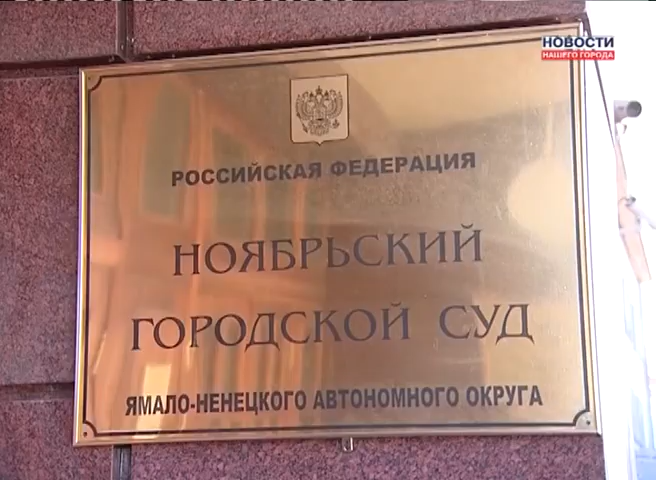 НОВОСТИ
НАШЕГО ГОРОДА
РОССИЙСКАЯ ФЕДЕРАЦИЯ
НОЯБРЬСКИЙ
ГОРОДСКОЙ СУД
ЯМАЛО-НЕНЕЦКОГО АВТОНОМНОГО ОКРУГА